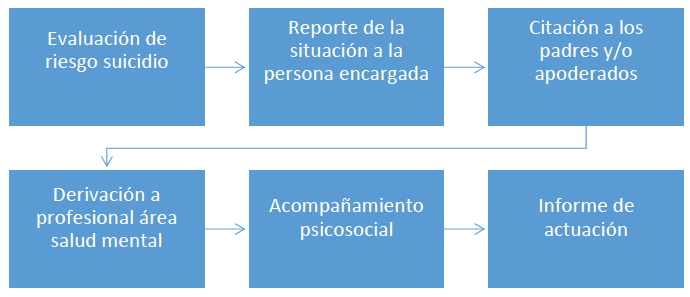 Evaluación de
riesgo suicidio
Reporte de la
situación a la
persona encargada
Citación a los
padres y/o
apoderados
Derivación a
profesional área
salud mental
Acompañamiento
psicosocial
Informe de
actuación